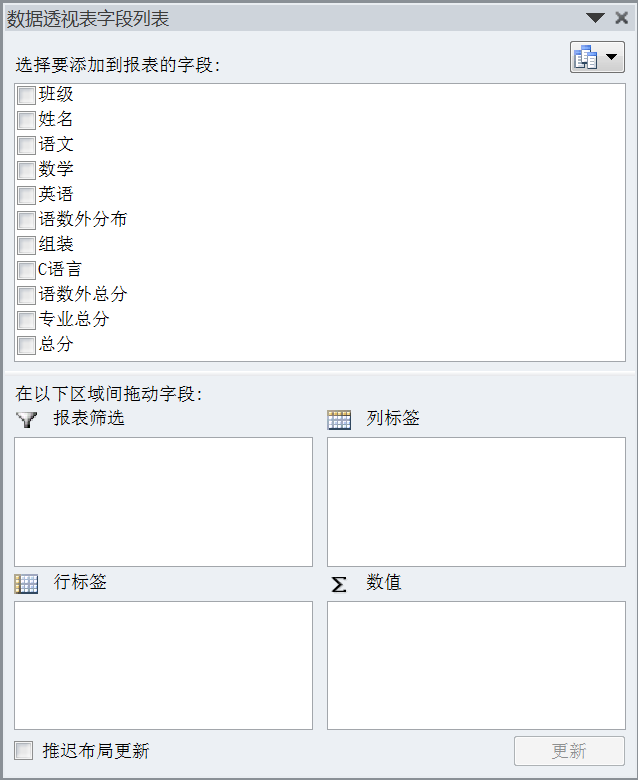 数据透视表字段列表
选择要添加到报表的字段:
班级
姓名
语文
数学
英语
语数外分布
组装
C语言
语数外总分
专业总分
总分
在以下区域间拖动字段:
报表筛选
列标签
行标签
Σ 数值
推迟布局更新
更新